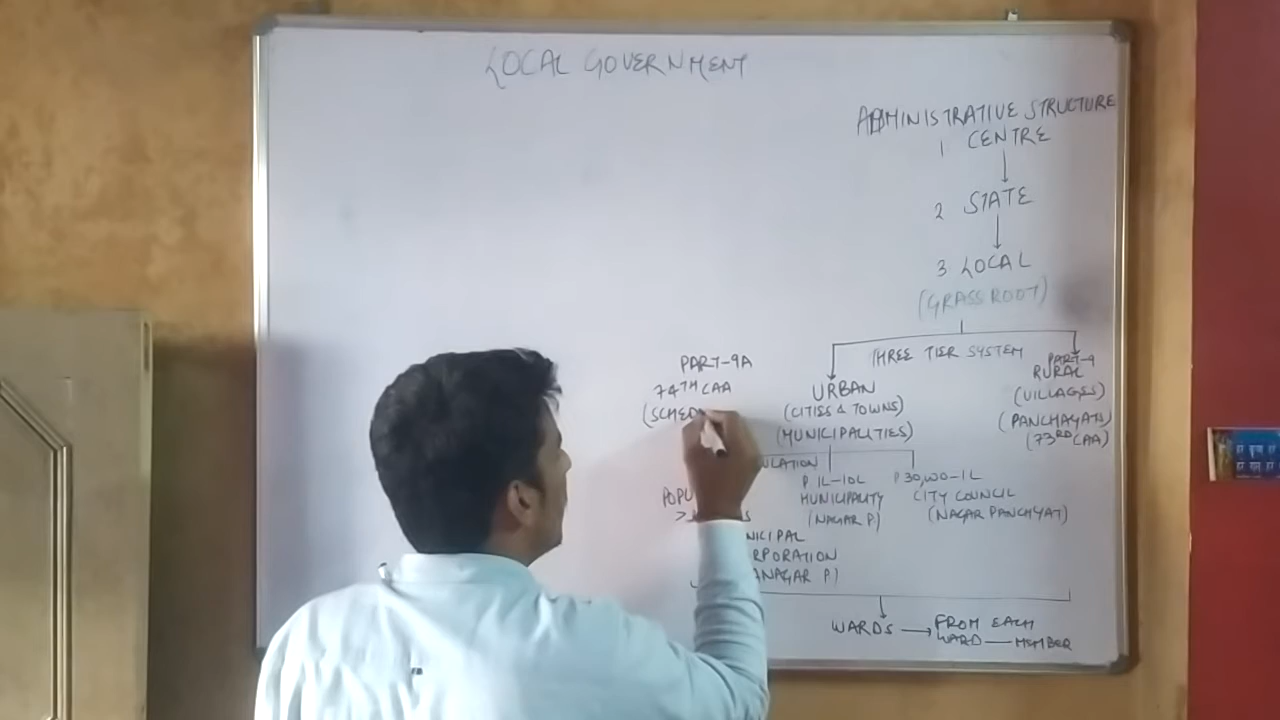 LOCAL GOVERNMENT
ADMINISTRATIVE STRUCTURE
1 CENTRE
2 STATE
3 LOCAL
(GRASS ROOT)
THREE TIER SYSTEM
PART-9A
74TH CAA
(SCHED
URBAN
(CITISS & TOWNS)
(MUNICIPALITIES)
PART-9
RURAL
(VILLAGES)
(PANCHAYATS)
(73RD CAA)
ULATION
POPU
NICIPAL
RPORATION
ANAGAR P)
P 1L-10L
MUNICIPALITY
(NAGAR P)
P 30,000-1L
CITY COUNCIL
(NAGAR PANCHYAT)
WARDS
FROM EACH
WARD — MEMBER